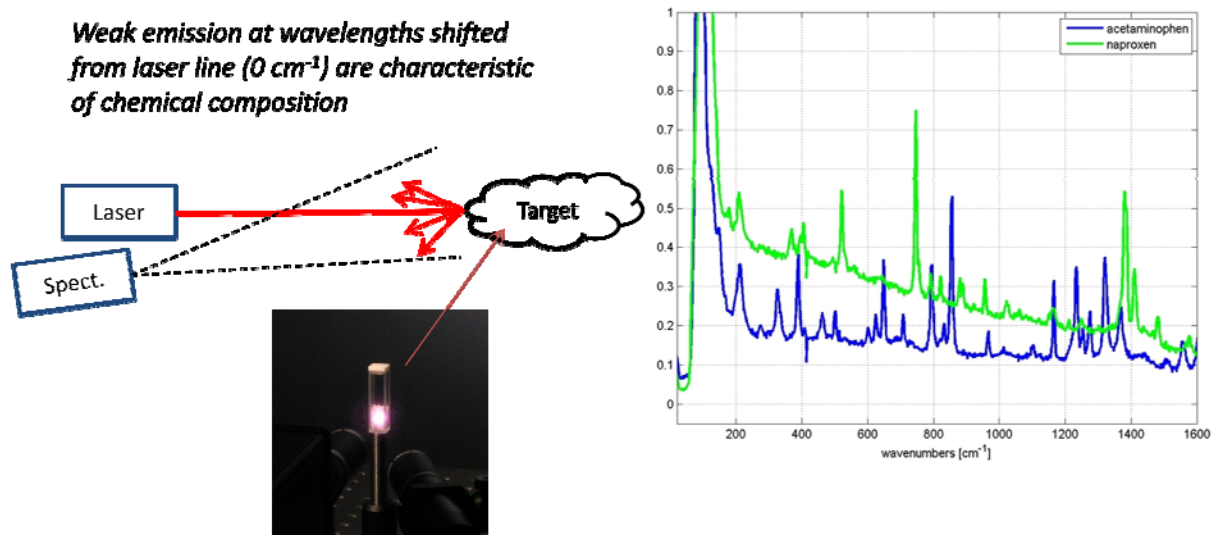 Weak emission at wavelengths shifted
from laser line (0 cm⁻¹) are characteristic
of chemical composition
Laser
Spect.
Target
acetaminophen
naproxen
1
0.9
0.8
0.7
0.6
0.5
0.4
0.3
0.2
0.1
0
200
400
600
800
1000
1200
1400
1600
wavenumbers [cm⁻¹]